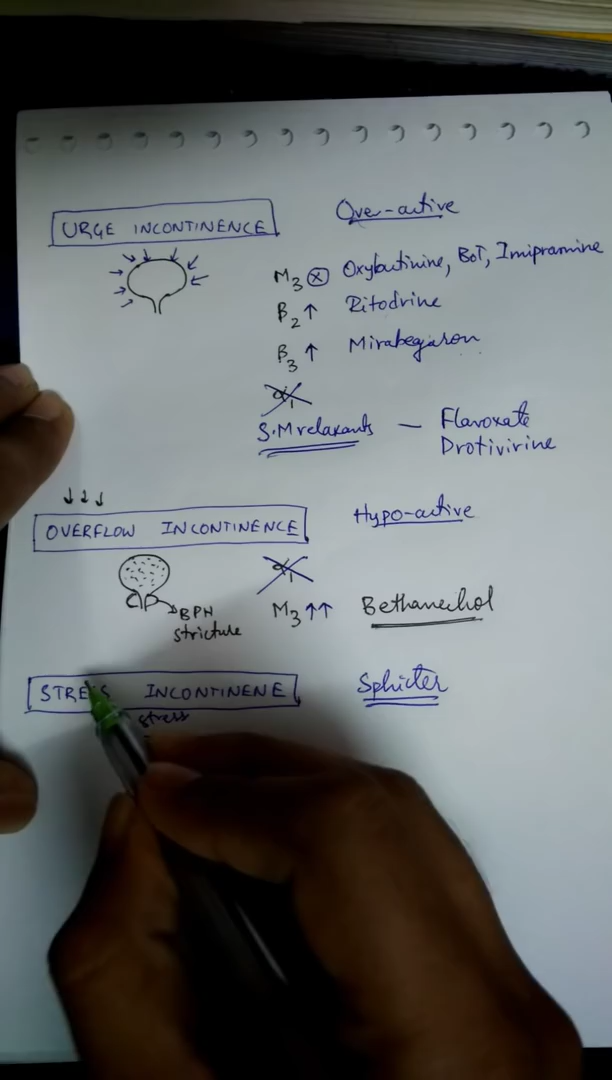 URGE INCONTINENCE
Over-active
M3 ⓧ Oxybutinine, BoT, Imipramine
β2 ↑ Ritodrine
β3 ↑ Mirabegaron
α1
S.M relaxants — Flavoxate
Drotivirine
OVERFLOW INCONTINENCE
Hypo-active
α1
BPH
stricture
M3 ↑↑ Bethanechol
STRESS INCONTINENE
Sphicter
stress